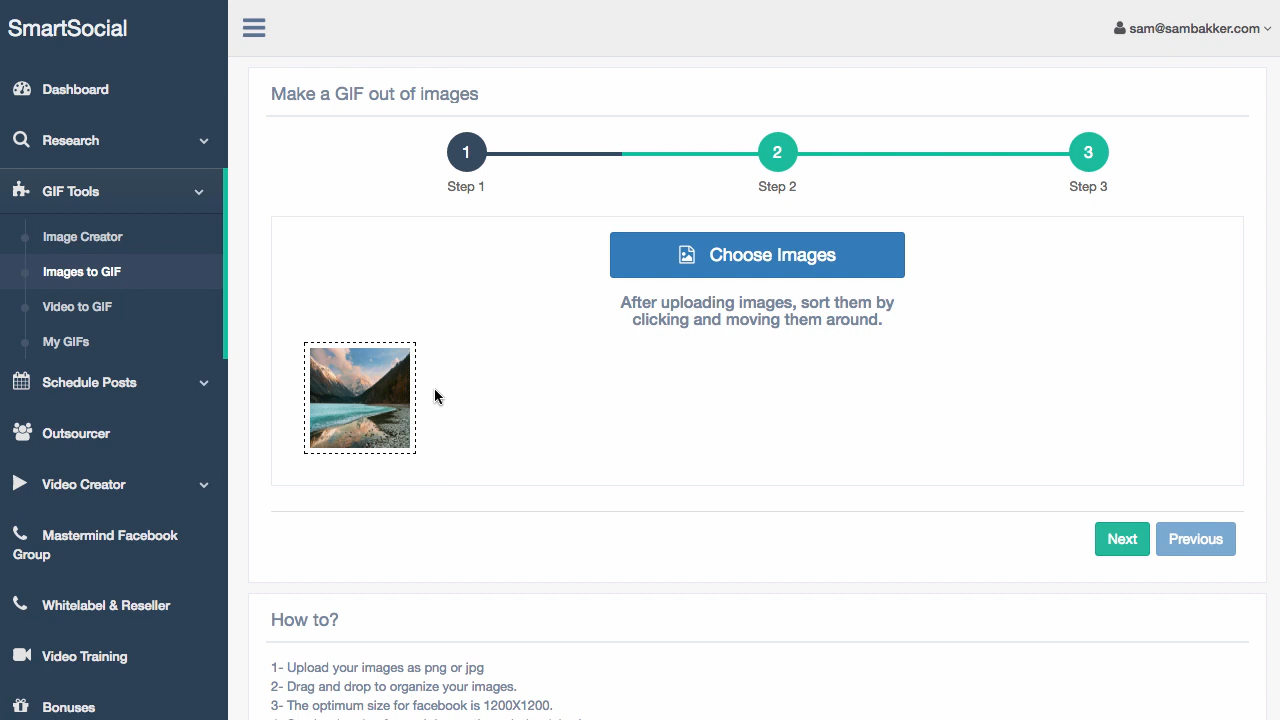 SmartSocial
sam@sambakker.com
Dashboard
Research
GIF Tools
Image Creator
Images to GIF
Video to GIF
My GIFs
Schedule Posts
Outsourcer
Video Creator
Mastermind Facebook
Group
Whitelabel & Reseller
Video Training
Bonuses
Make a GIF out of images
1
2
3
Step 1
Step 2
Step 3
Choose Images
After uploading images, sort them by
clicking and moving them around.
Next
Previous
How to?
1- Upload your images as png or jpg
2- Drag and drop to organize your images.
3- The optimum size for facebook is 1200X1200.